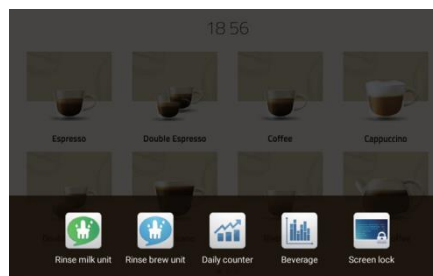 18 56
Espresso
Double Espresso
Coffee
Cappuccino
Rinse milk unit
Rinse brew unit
Daily counter
Beverage
Screen lock